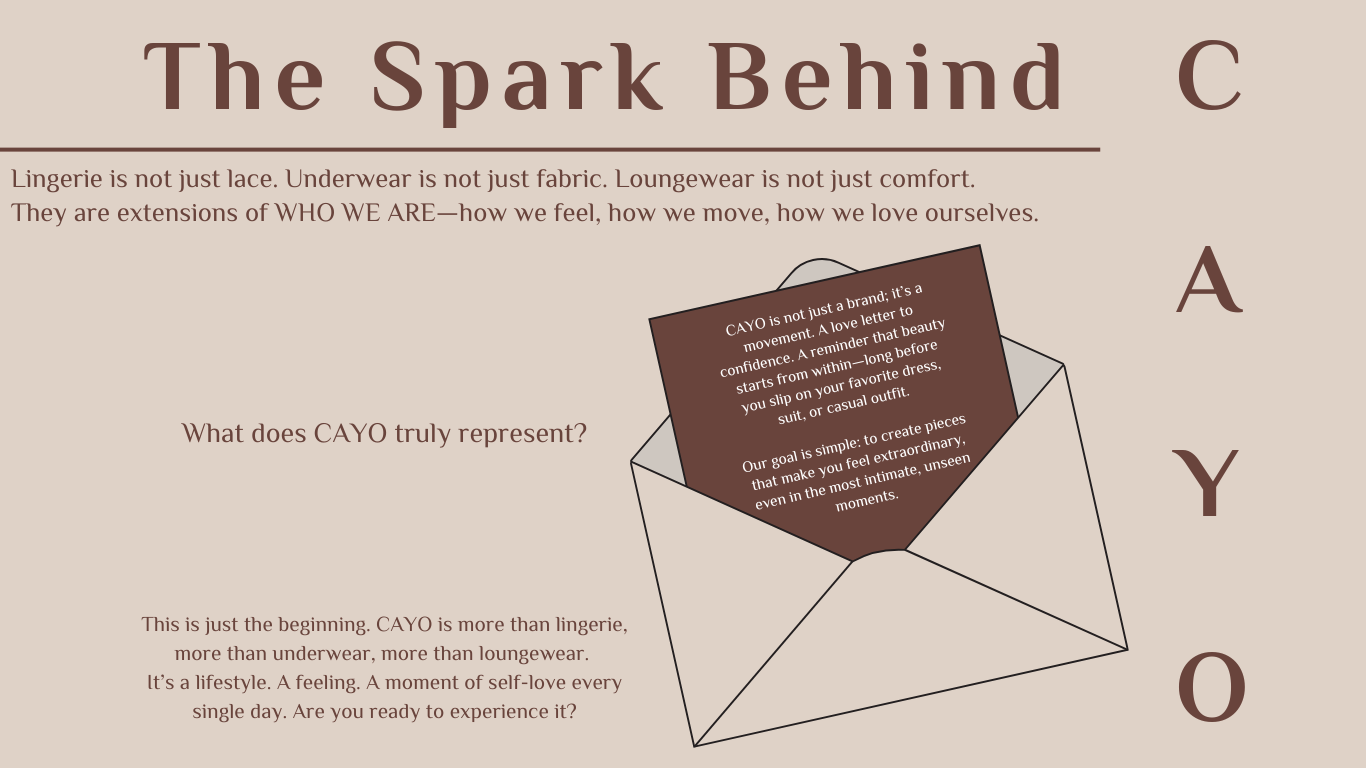 The Spark Behind
C
A
Y
O
Lingerie is not just lace. Underwear is not just fabric. Loungewear is not just comfort.
They are extensions of WHO WE ARE—how we feel, how we move, how we love ourselves.
What does CAYO truly represent?
CAYO is not just a brand; it's a
movement. A love letter to
confidence. A reminder that beauty
starts from within—long before
you slip on your favorite dress,
suit, or casual outfit.
Our goal is simple: to create pieces
that make you feel extraordinary,
even in the most intimate, unseen
moments.
This is just the beginning. CAYO is more than lingerie,
more than underwear, more than loungewear.
It's a lifestyle. A feeling. A moment of self-love every
single day. Are you ready to experience it?